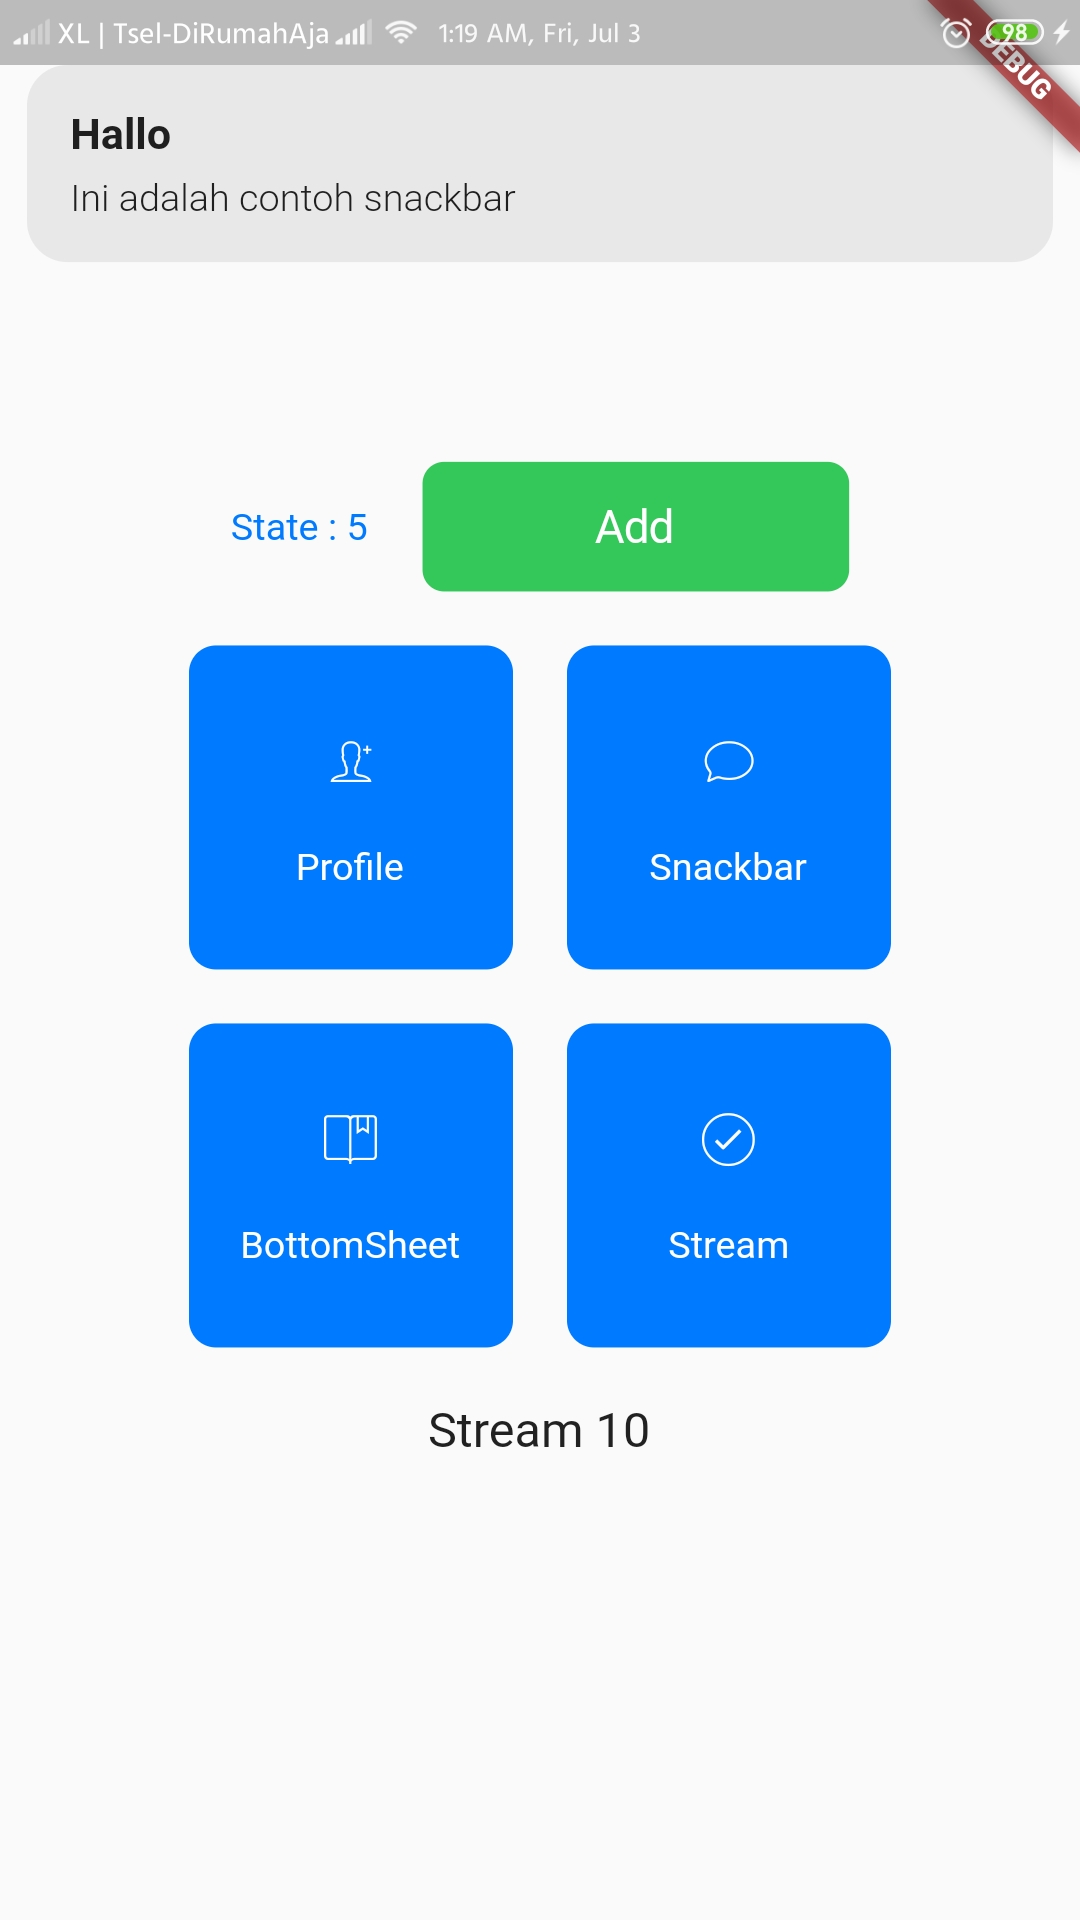 XL | Tsel-DiRumahAja 1:19 AM, Fri, Jul 3 98
DEBUG
Hallo
Ini adalah contoh snackbar
State : 5
Add
Profile
Snackbar
BottomSheet
Stream
Stream 10